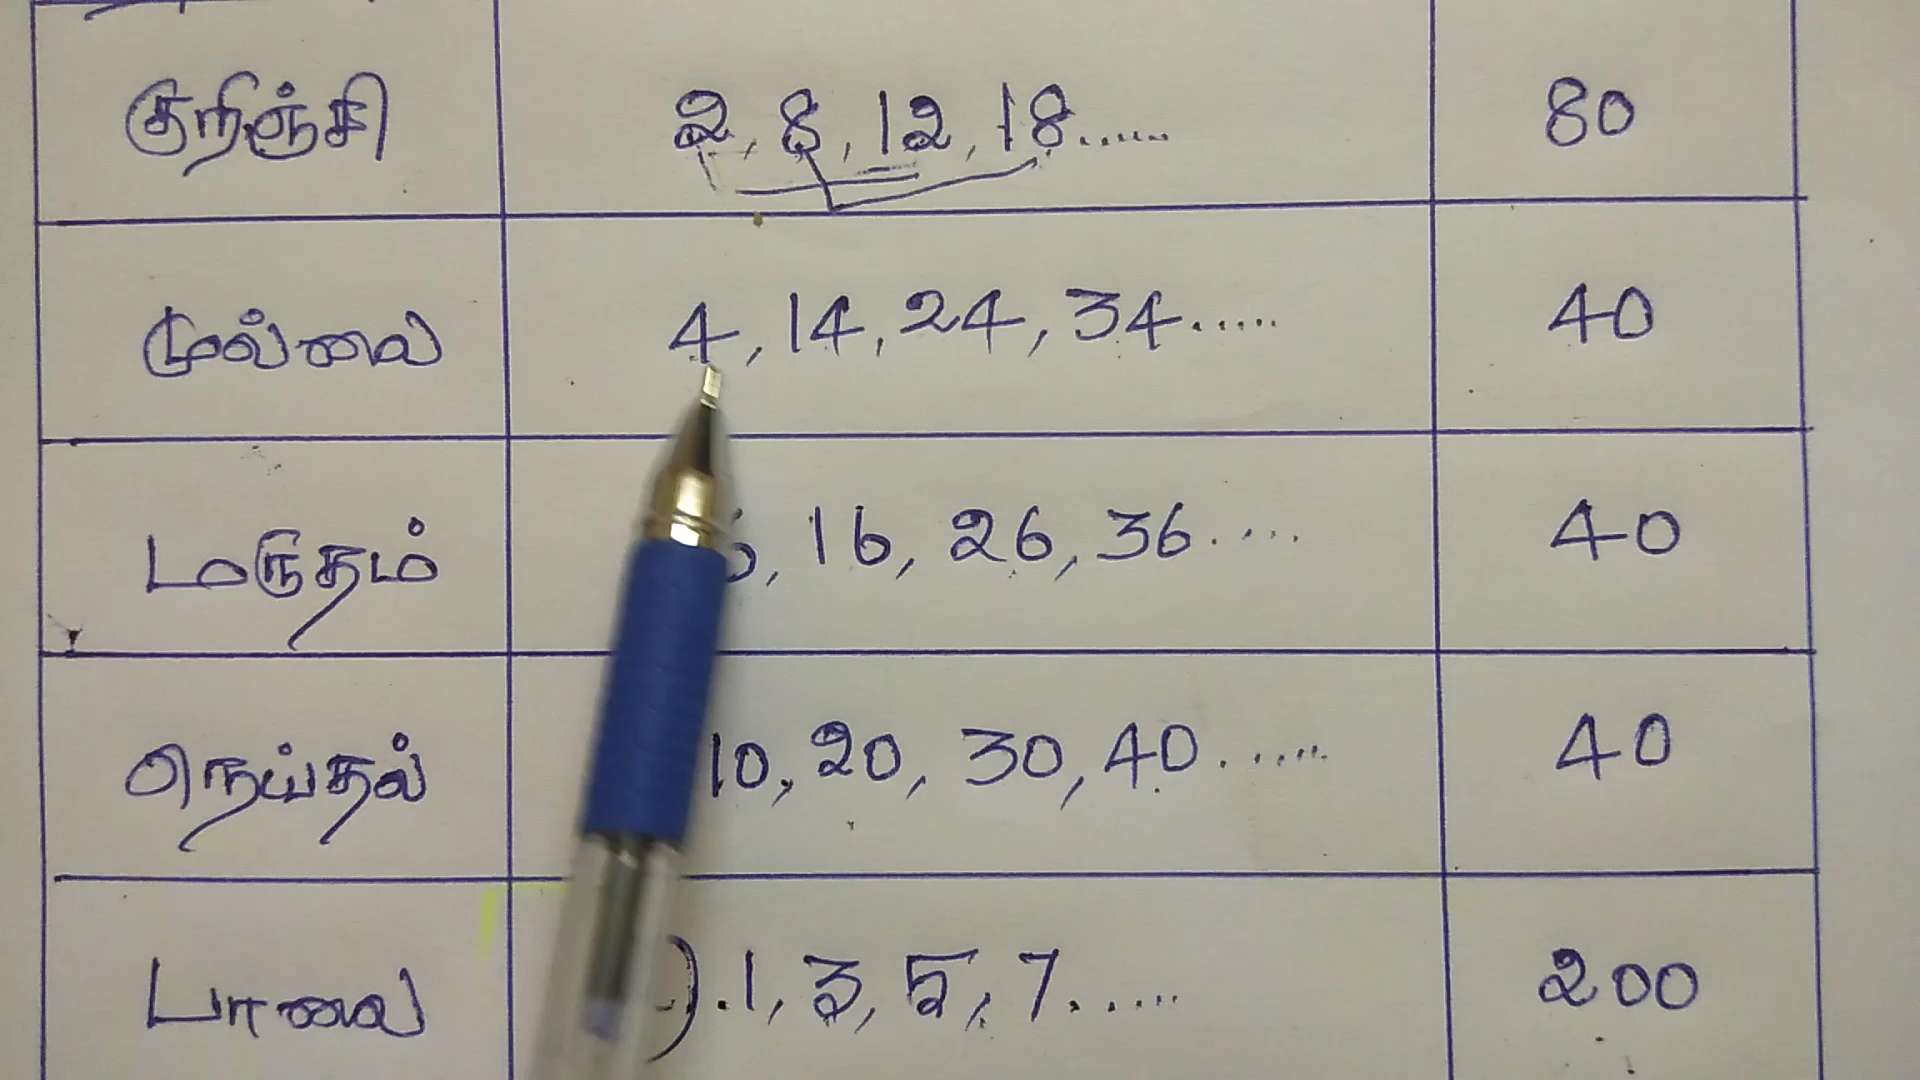 குறிஞ்சி 2, 8, 12, 18..... 80
முல்லை 4, 14, 24, 34..... 40
மருதம் 6, 16, 26, 36.... 40
நெய்தல் 10, 20, 30, 40..... 40
பாலை ). 1, 3, 5, 7..... 200